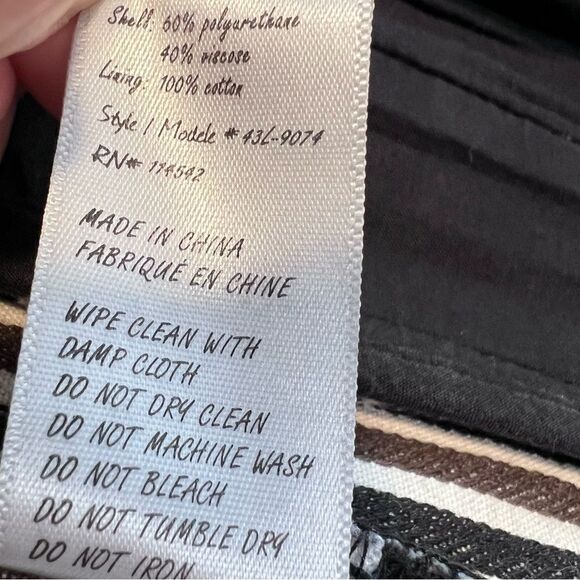 Shell: 60% polyurethane
40% viscose
Lining: 100% cotton
Style / Modele # 43L-9074
RN# 114542
MADE IN CHINA
FABRIQUÉ EN CHINE
WIPE CLEAN WITH
DAMP CLOTH
DO NOT DRY CLEAN
DO NOT MACHINE WASH
DO NOT BLEACH
DO NOT TUMBLE DRY
DO NOT IRON